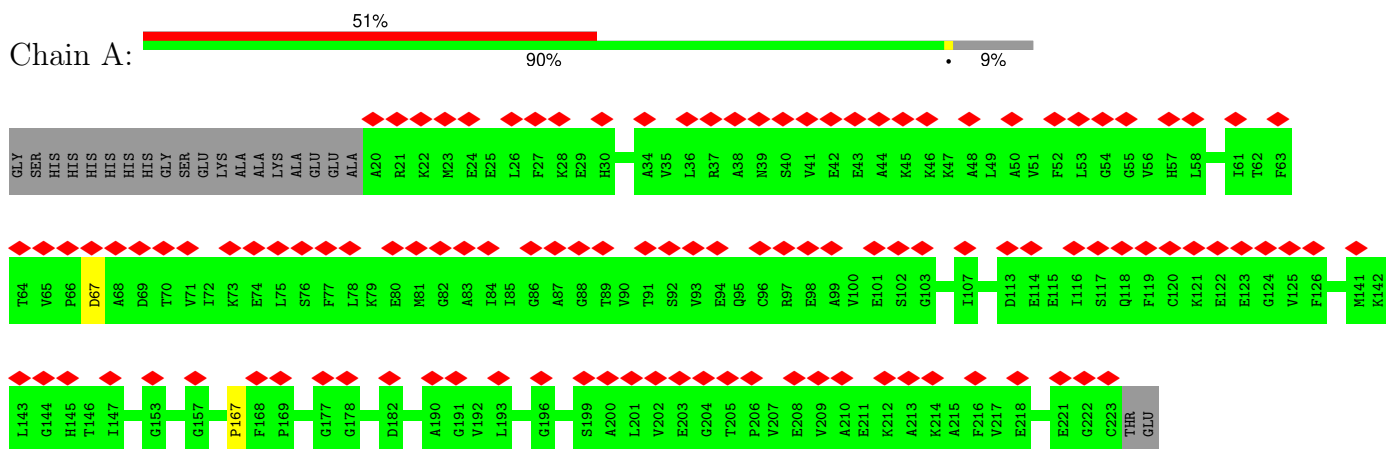 51%
Chain A:
90% • 9%
GLY SER HIS HIS HIS HIS HIS HIS GLY SER GLU LYS ALA ALA LYS ALA GLU GLU ALA A20 R21 K22 M23 E24 E25 L26 F27 K28 E29 H30 A34 V35 L36 R37 A38 N39 S40 V41 E42 E43 A44 K45 K46 K47 A48 L49 A50 V51 F52 L53 G54 G55 V56 H57 L58 I61 T62 F63
T64 V65 P66 D67 A68 D69 T70 V71 I72 K73 E74 L75 S76 F77 L78 K79 E80 M81 G82 A83 I84 I85 G86 A87 G88 T89 V90 T91 S92 V93 E94 Q95 C96 R97 E98 A99 V100 E101 S102 G103 I107 D113 E114 E115 I116 S117 Q118 F119 C120 K121 E122 E123 G124 V125 F126 M141 K142
L143 G144 H145 T146 I147 G153 G157 P167 F168 P169 G177 G178 D182 A190 G191 V192 L193 G196 S199 A200 L201 V202 E203 G204 T205 P206 V207 E208 V209 A210 E211 K212 A213 K214 A215 F216 V217 E218 E221 G222 C223 THR GLU